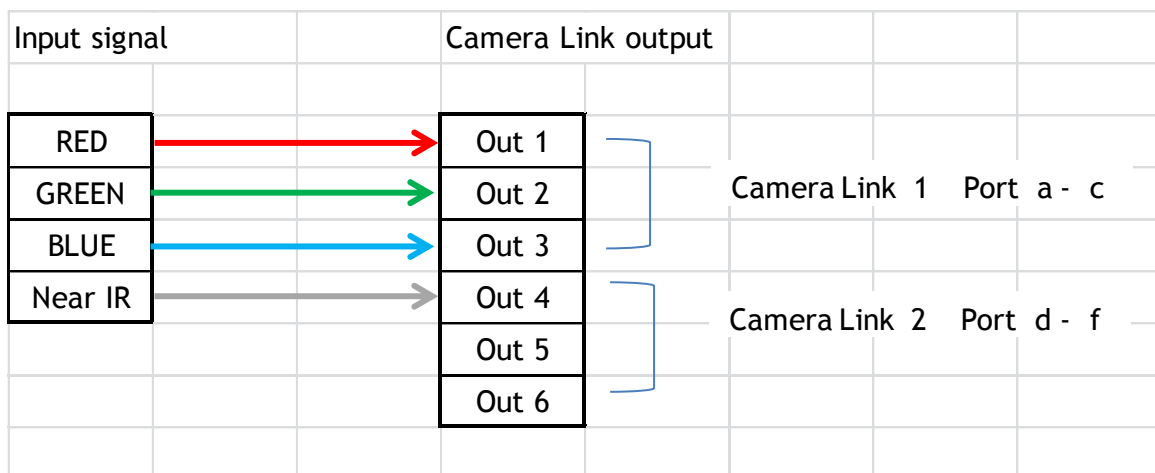 Input signal Camera Link output
RED Out 1
GREEN Out 2
Camera Link 1 Port a - c
BLUE Out 3
Near IR Out 4
Camera Link 2 Port d - f
Out 5
Out 6